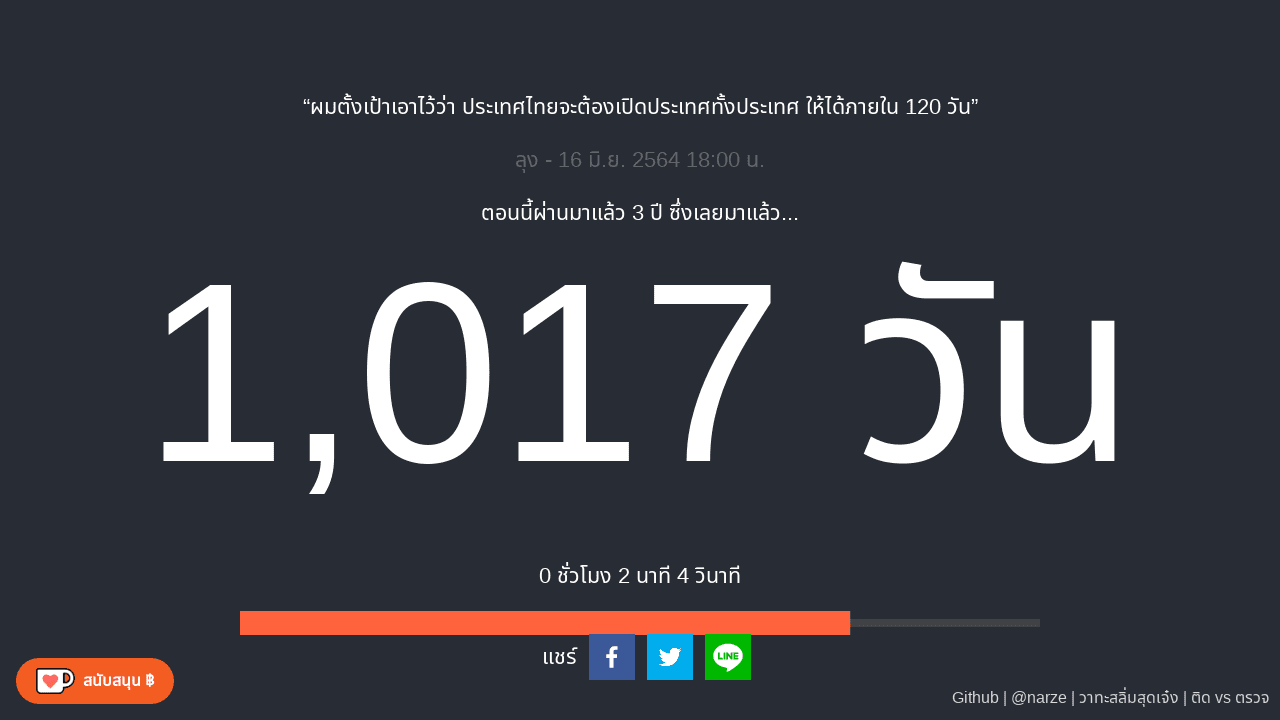 “ผมตั้งเป้าเอาไว้ว่า ประเทศไทยจะต้องเปิดประเทศทั้งประเทศ ให้ได้ภายใน 120 วัน”
ลุง - 16 มิ.ย. 2564 18:00 น.
ตอนนี้ผ่านมาแล้ว 3 ปี ซึ่งเลยมาแล้ว...
1,017 วัน
0 ชั่วโมง 2 นาที 4 วินาที
แชร์
LINE
สนับสนุน ฿
Github | @narze | วาทะสลิ่มสุดเจ๋ง | ติด vs ตรวจ